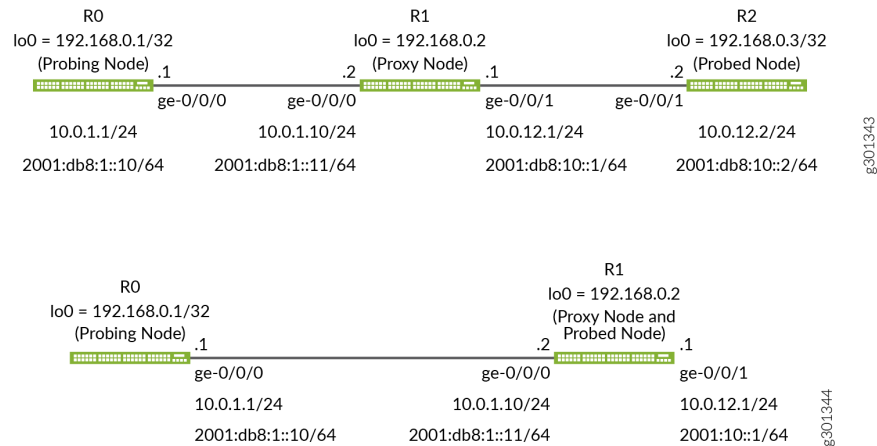 R0
lo0 = 192.168.0.1/32
(Probing Node)
R1
lo0 = 192.168.0.2
(Proxy Node)
R2
lo0 = 192.168.0.3/32
(Probed Node)
.1
.2
.1
.2
ge-0/0/0
ge-0/0/0
ge-0/0/1
ge-0/0/1
10.0.1.1/24
10.0.1.10/24
10.0.12.1/24
10.0.12.2/24
2001:db8:1::10/64
2001:db8:1::11/64
2001:db8:10::1/64
2001:db8:10::2/64
g301343
R0
lo0 = 192.168.0.1/32
(Probing Node)
R1
lo0 = 192.168.0.2
(Proxy Node and
Probed Node)
.1
.2
.1
ge-0/0/0
ge-0/0/0
ge-0/0/1
10.0.1.1/24
10.0.1.10/24
10.0.12.1/24
2001:db8:1::10/64
2001:db8:1::11/64
2001:10::1/64
g301344